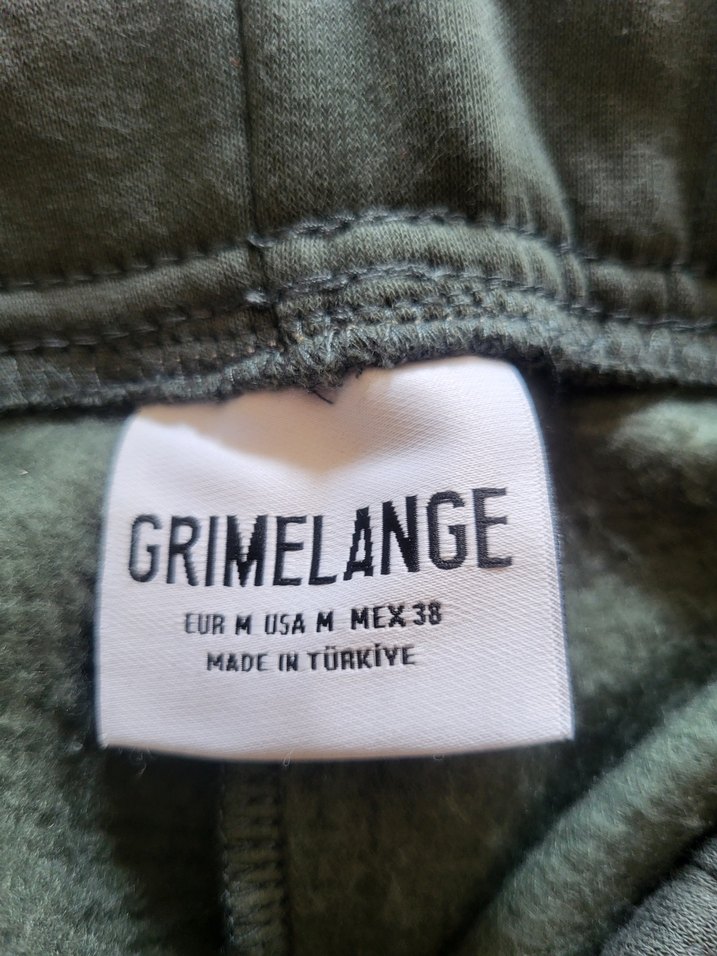 GRIMELANGE
EUR M USA M MEX 38
MADE IN TÜRKİYE